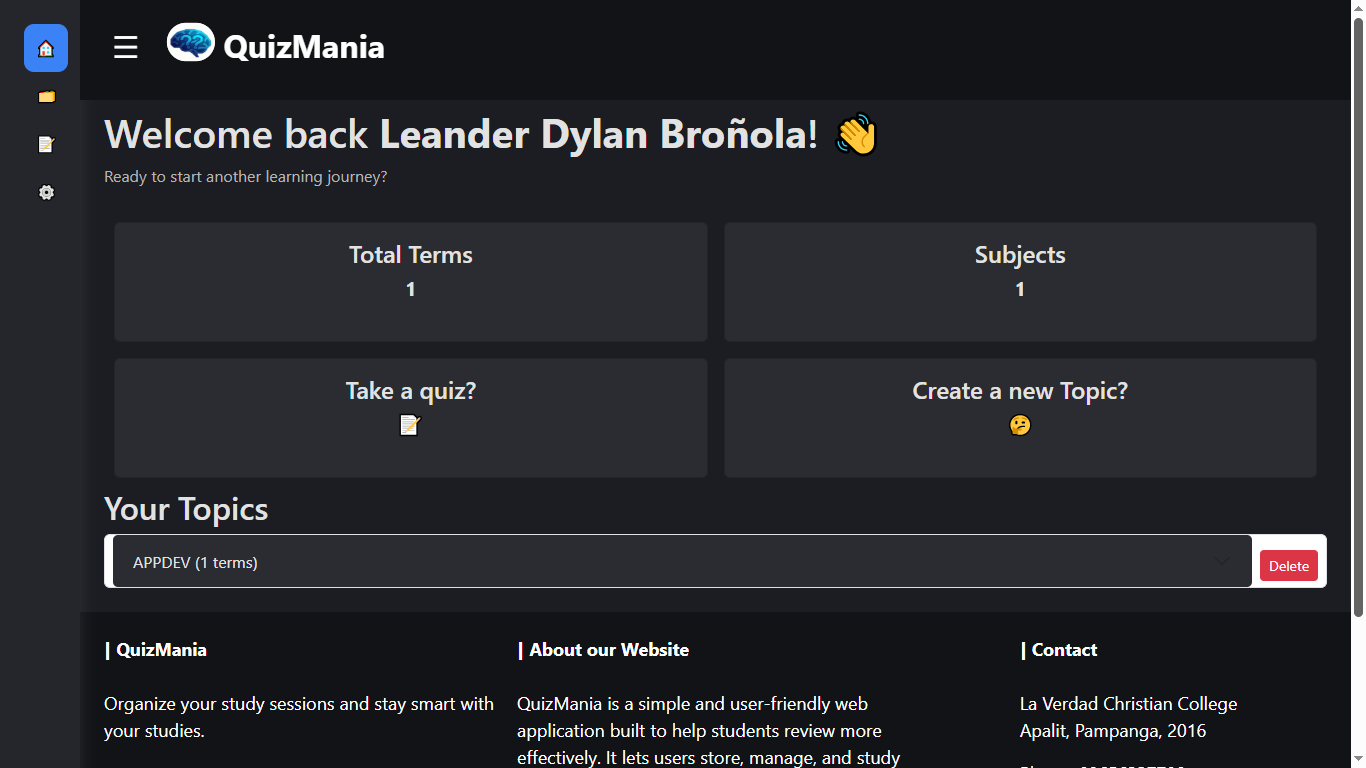 ☰ QuizMania
Welcome back Leander Dylan Broñola! 👋
Ready to start another learning journey?
Total Terms
1
Subjects
1
Take a quiz?
📝
Create a new Topic?
🤔
Your Topics
APPDEV (1 terms)
Delete
| QuizMania
Organize your study sessions and stay smart with
your studies.
| About our Website
QuizMania is a simple and user-friendly web
application built to help students review more
effectively. It lets users store, manage, and study
| Contact
La Verdad Christian College
Apalit, Pampanga, 2016